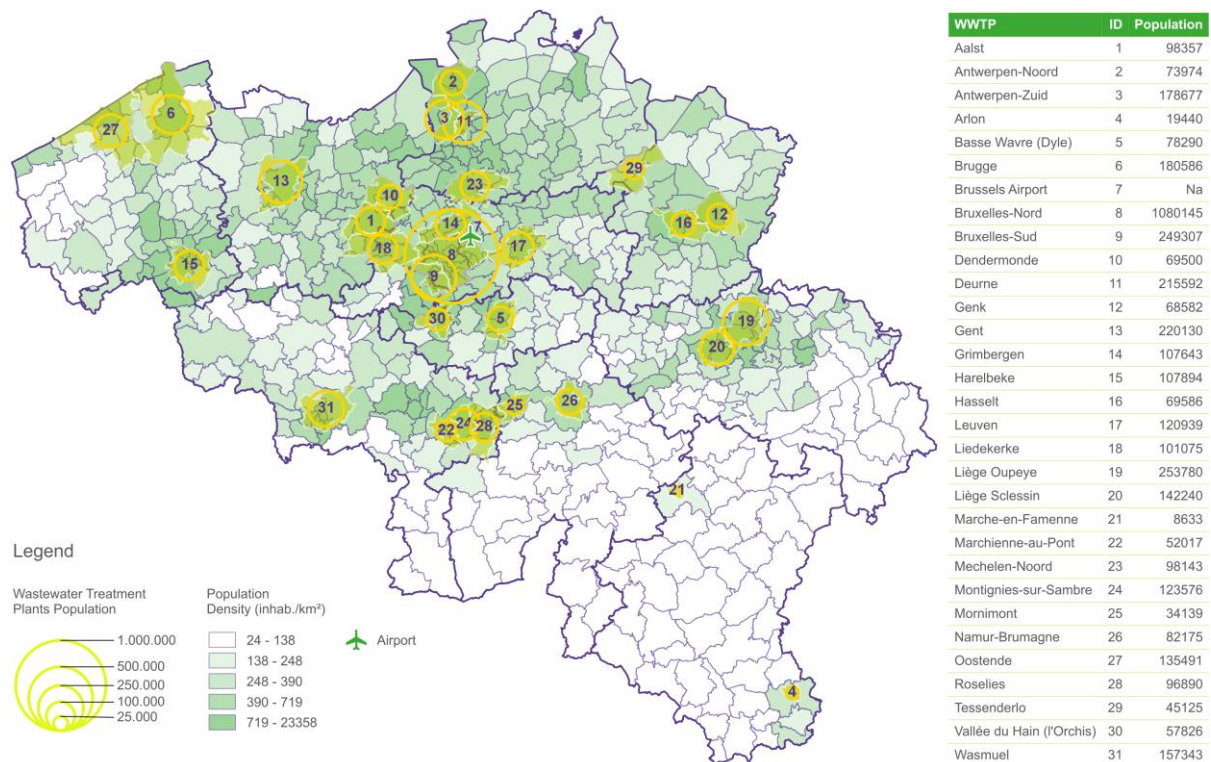 2
3
11
6
27
29
13
10
23
1
14
7
12
16
18
8
17
15
9
30
5
19
20
31
25
26
22
24
28
21
4
Legend
Wastewater Treatment
Plants Population
1.000.000
500.000
250.000
100.000
25.000
Population
Density (inhab./km²)
24 - 138
138 - 248
248 - 390
390 - 719
719 - 23358
Airport
WWTP ID Population
Aalst 1 98357
Antwerpen-Noord 2 73974
Antwerpen-Zuid 3 178677
Arlon 4 19440
Basse Wavre (Dyle) 5 78290
Brugge 6 180586
Brussels Airport 7 Na
Bruxelles-Nord 8 1080145
Bruxelles-Sud 9 249307
Dendermonde 10 69500
Deurne 11 215592
Genk 12 68582
Gent 13 220130
Grimbergen 14 107643
Harelbeke 15 107894
Hasselt 16 69586
Leuven 17 120939
Liedekerke 18 101075
Liège Oupeye 19 253780
Liège Sclessin 20 142240
Marche-en-Famenne 21 8633
Marchienne-au-Pont 22 52017
Mechelen-Noord 23 98143
Montignies-sur-Sambre 24 123576
Mornimont 25 34139
Namur-Brumagne 26 82175
Oostende 27 135491
Roselies 28 96890
Tessenderlo 29 45125
Vallée du Hain (l'Orchis) 30 57826
Wasmuel 31 157343